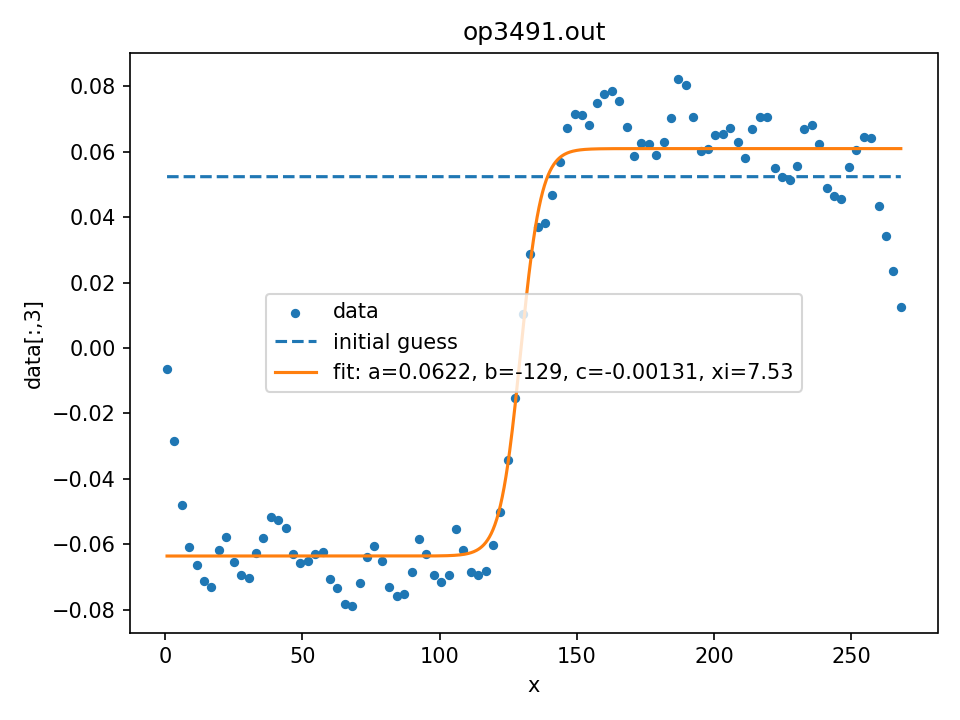 op3491.out
data[:,3]
0.08
0.06
0.04
0.02
0.00
−0.02
−0.04
−0.06
−0.08
data
initial guess
fit: a=0.0622, b=-129, c=-0.00131, xi=7.53
0 50 100 150 200 250
x